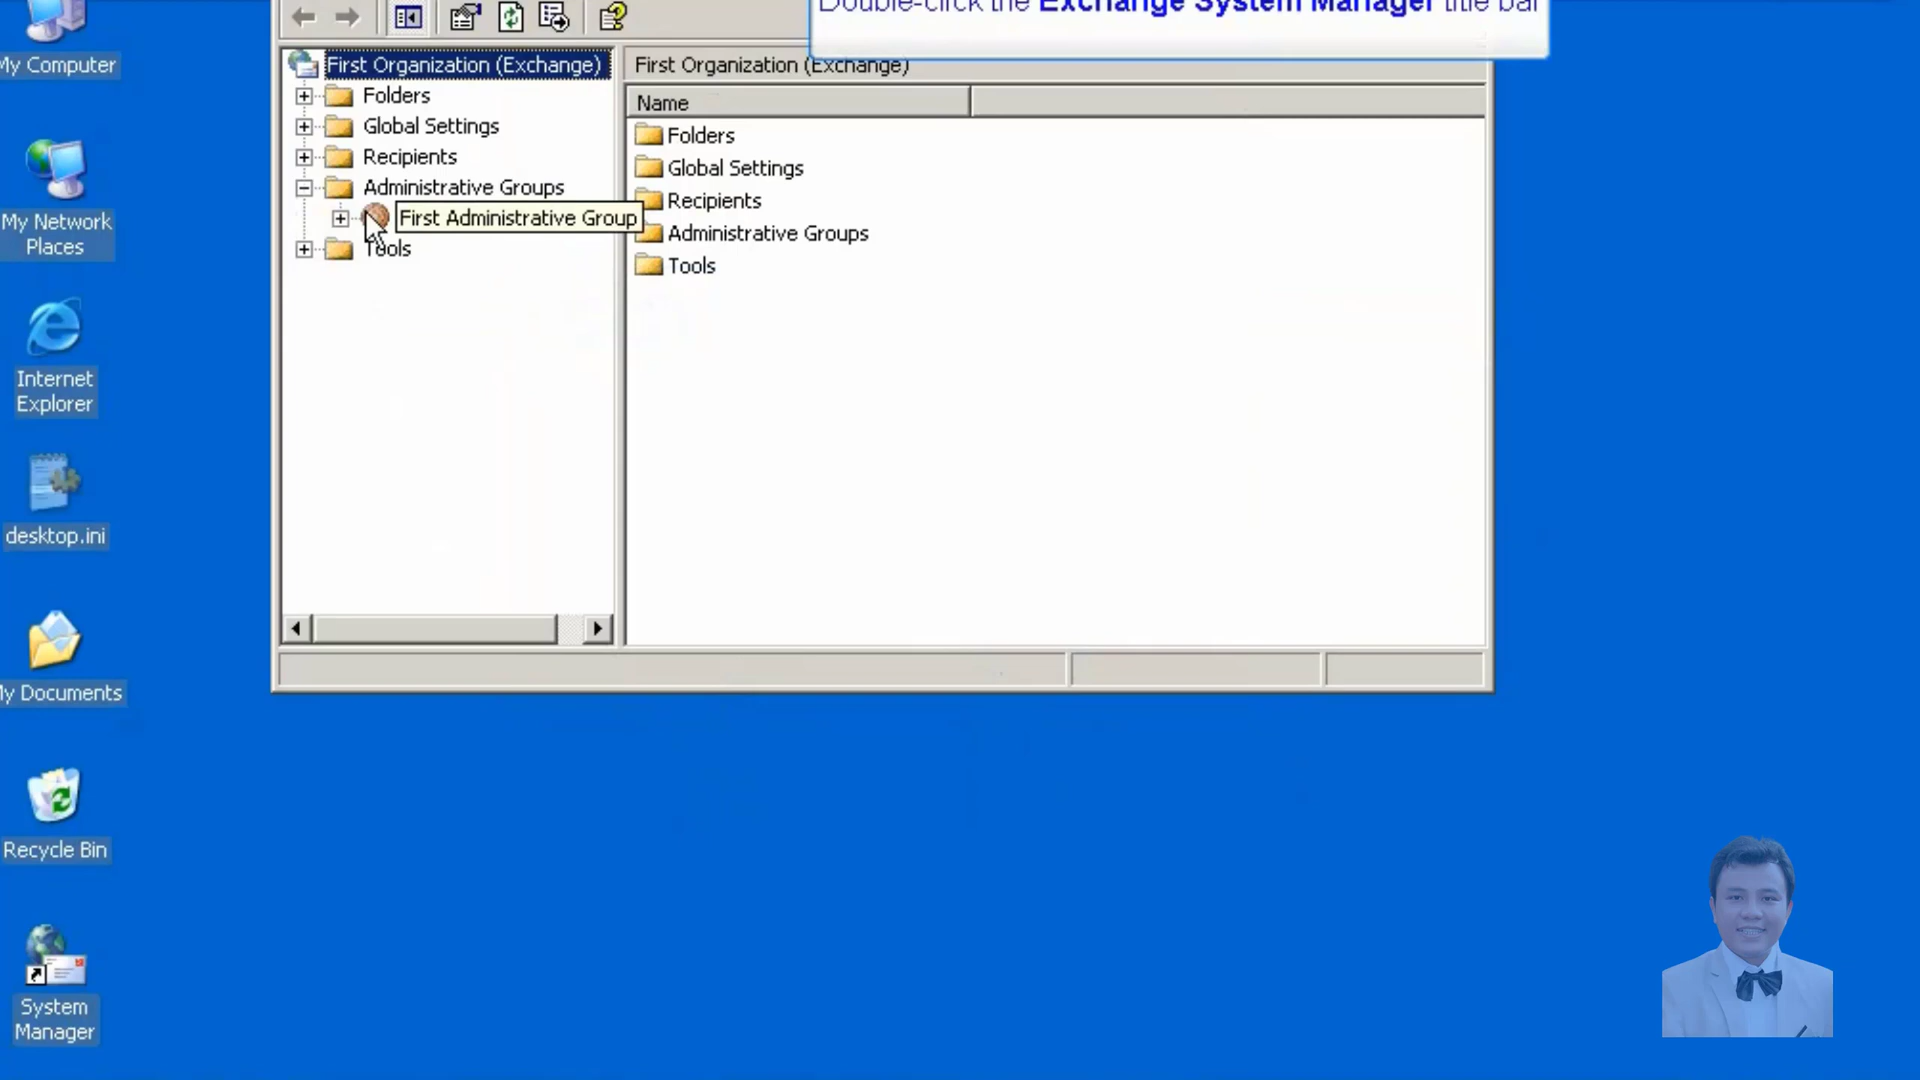 Double-click the Exchange System Manager title bar
My Computer
First Organization (Exchange)
Folders
Global Settings
Recipients
Administrative Groups
First Administrative Group
Tools
First Organization (Exchange)
Name
Folders
Global Settings
Recipients
Administrative Groups
Tools
My Network
Places
Internet
Explorer
desktop.ini
My Documents
Recycle Bin
System
Manager